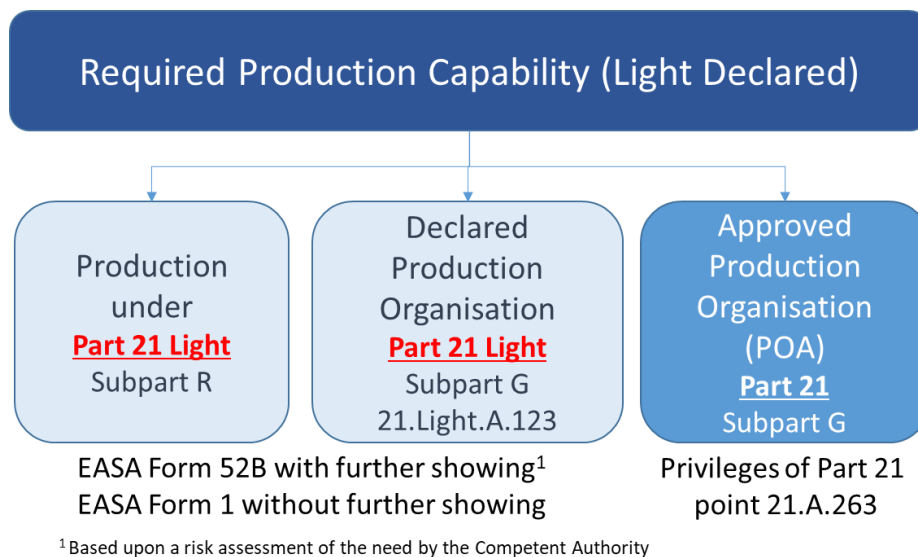 Required Production Capability (Light Declared)
Production
under
Part 21 Light
Subpart R
Declared
Production
Organisation
Part 21 Light
Subpart G
21.Light.A.123
Approved
Production
Organisation
(POA)
Part 21
Subpart G
EASA Form 52B with further showing¹
EASA Form 1 without further showing
Privileges of Part 21
point 21.A.263
¹ Based upon a risk assessment of the need by the Competent Authority